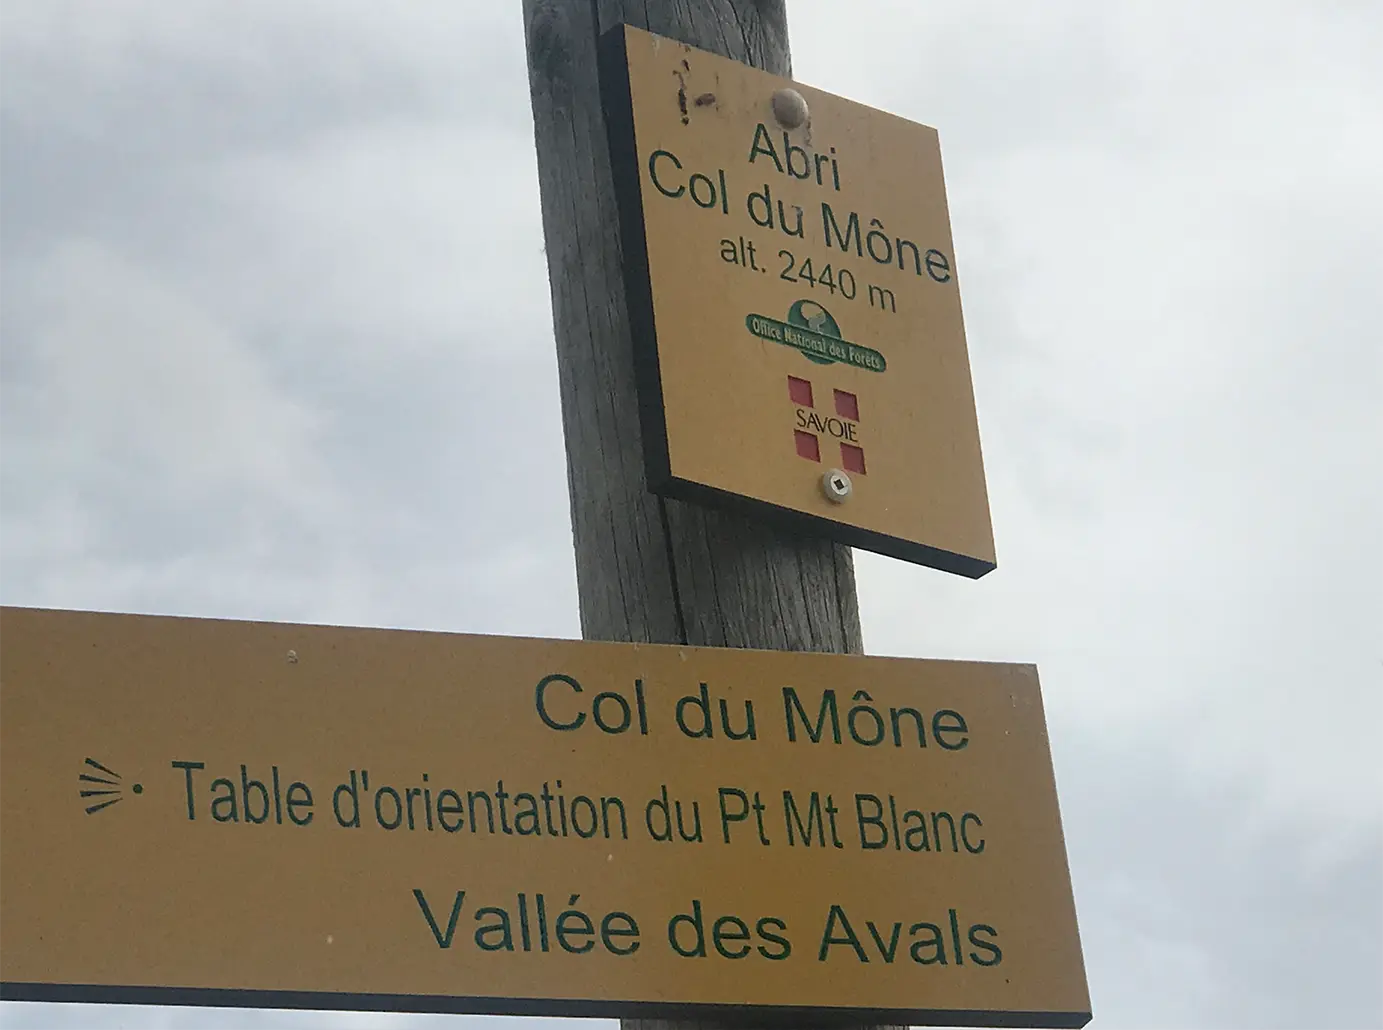 Abri
Col du Mône
alt. 2440 m
Office National des Forêts
SAVOIE
Col du Mône
Table d'orientation du Pt Mt Blanc
Vallée des Avals